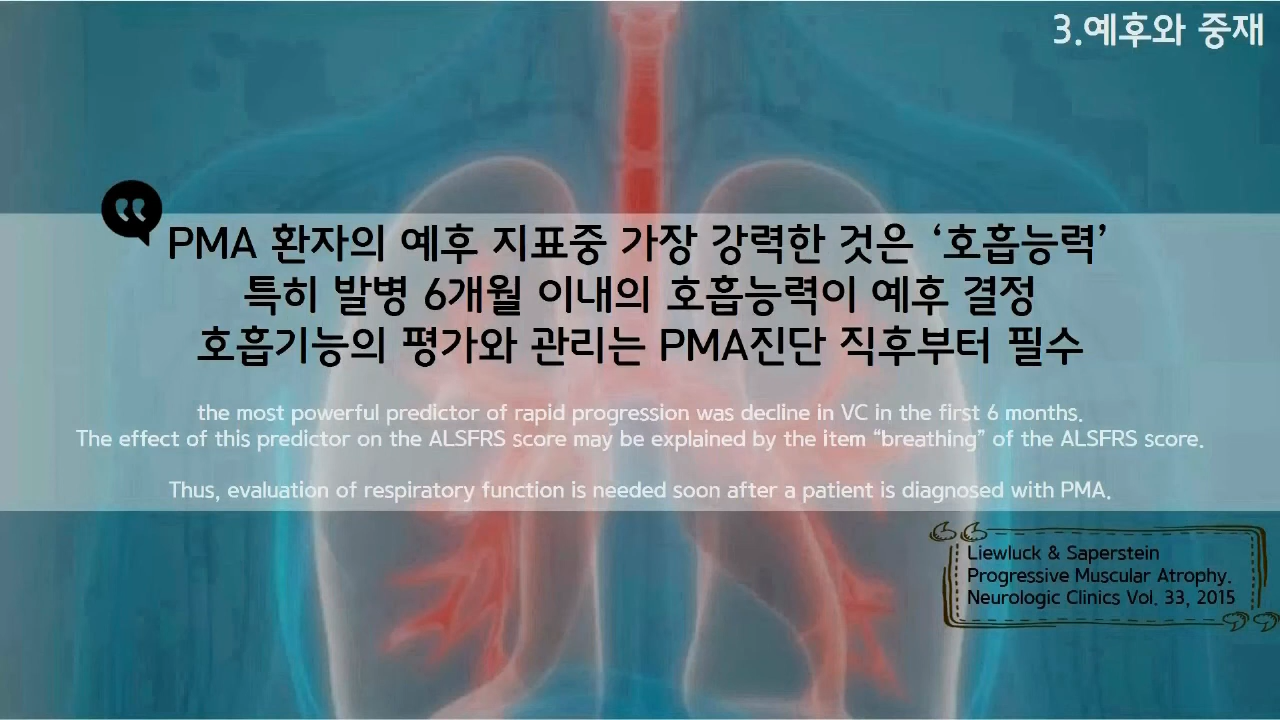 3.예후와 중재
PMA 환자의 예후 지표중 가장 강력한 것은 ‘호흡능력’
특히 발병 6개월 이내의 호흡능력이 예후 결정
호흡기능의 평가와 관리는 PMA진단 직후부터 필수
the most powerful predictor of rapid progression was decline in VC in the first 6 months.
The effect of this predictor on the ALSFRS score may be explained by the item “breathing” of the ALSFRS score.
Thus, evaluation of respiratory function is needed soon after a patient is diagnosed with PMA.
Liewluck & Saperstein
Progressive Muscular Atrophy.
Neurologic Clinics Vol. 33, 2015